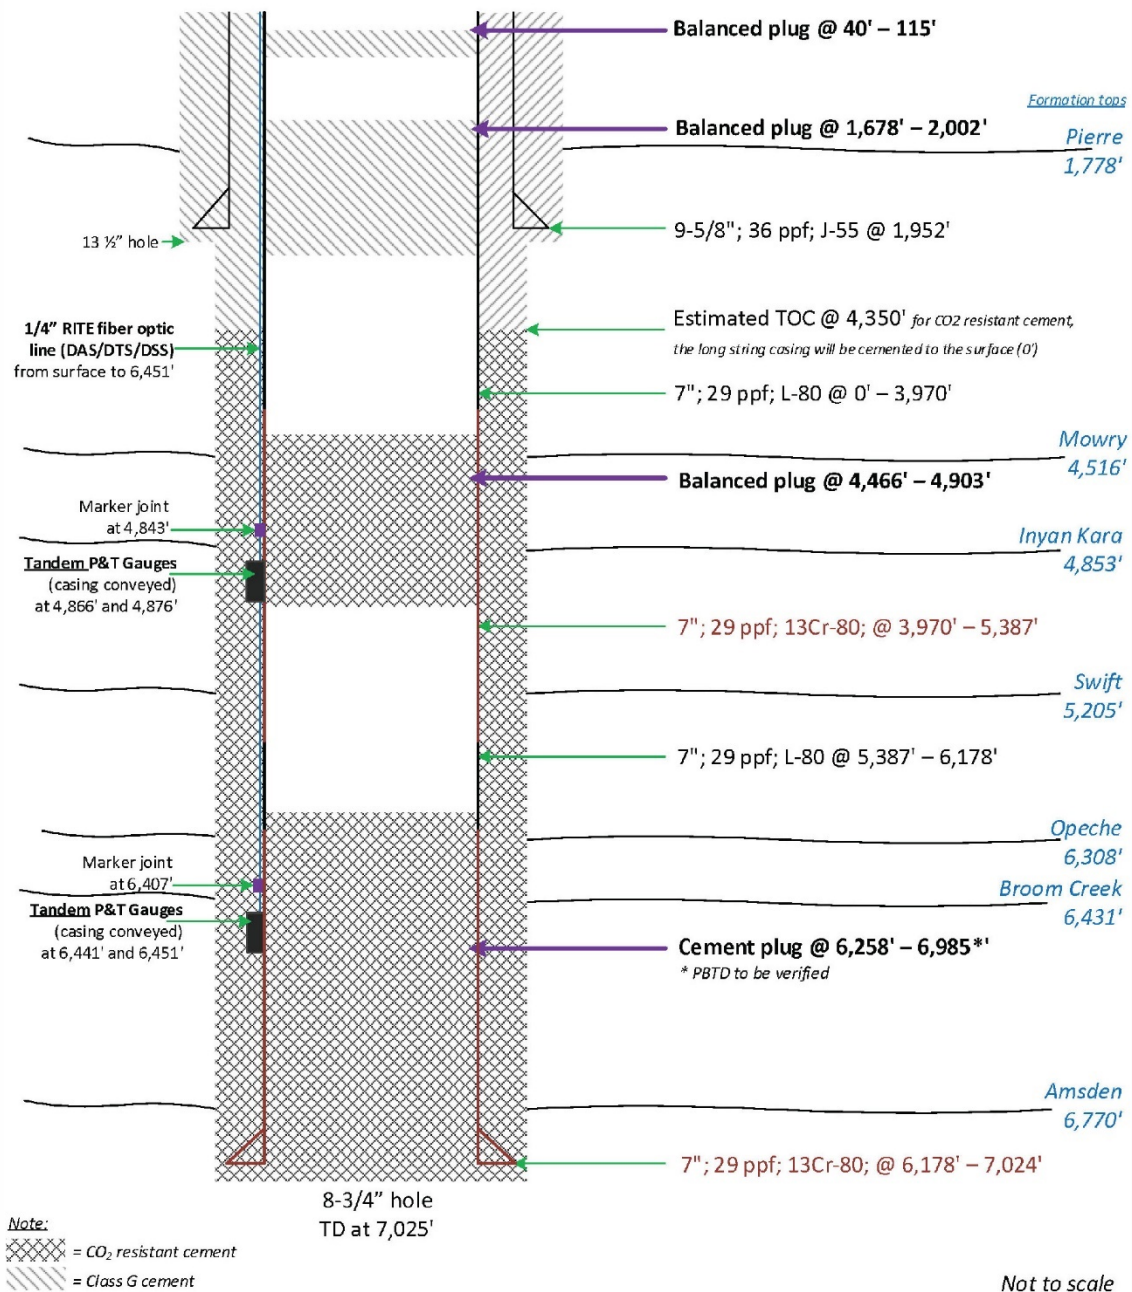 Balanced plug @ 40' – 115'
Formation tops
Balanced plug @ 1,678' – 2,002'
Pierre
1,778'
9-5/8"; 36 ppf; J-55 @ 1,952'
13 ½” hole
Estimated TOC @ 4,350' for CO2 resistant cement,
the long string casing will be cemented to the surface (0')
1/4” RITE fiber optic
line (DAS/DTS/DSS)
from surface to 6,451'
7"; 29 ppf; L-80 @ 0' – 3,970'
Mowry
4,516'
Balanced plug @ 4,466' – 4,903'
Marker joint
at 4,843'
Inyan Kara
4,853'
Tandem P&T Gauges
(casing conveyed)
at 4,866' and 4,876'
7"; 29 ppf; 13Cr-80; @ 3,970' – 5,387'
Swift
5,205'
7"; 29 ppf; L-80 @ 5,387' – 6,178'
Opeche
6,308'
Marker joint
at 6,407'
Broom Creek
6,431'
Tandem P&T Gauges
(casing conveyed)
at 6,441' and 6,451'
Cement plug @ 6,258' – 6,985*'
* PBTD to be verified
Amsden
6,770'
7"; 29 ppf; 13Cr-80; @ 6,178' – 7,024'
8-3/4” hole
TD at 7,025'
Note:
= CO₂ resistant cement
= Class G cement
Not to scale